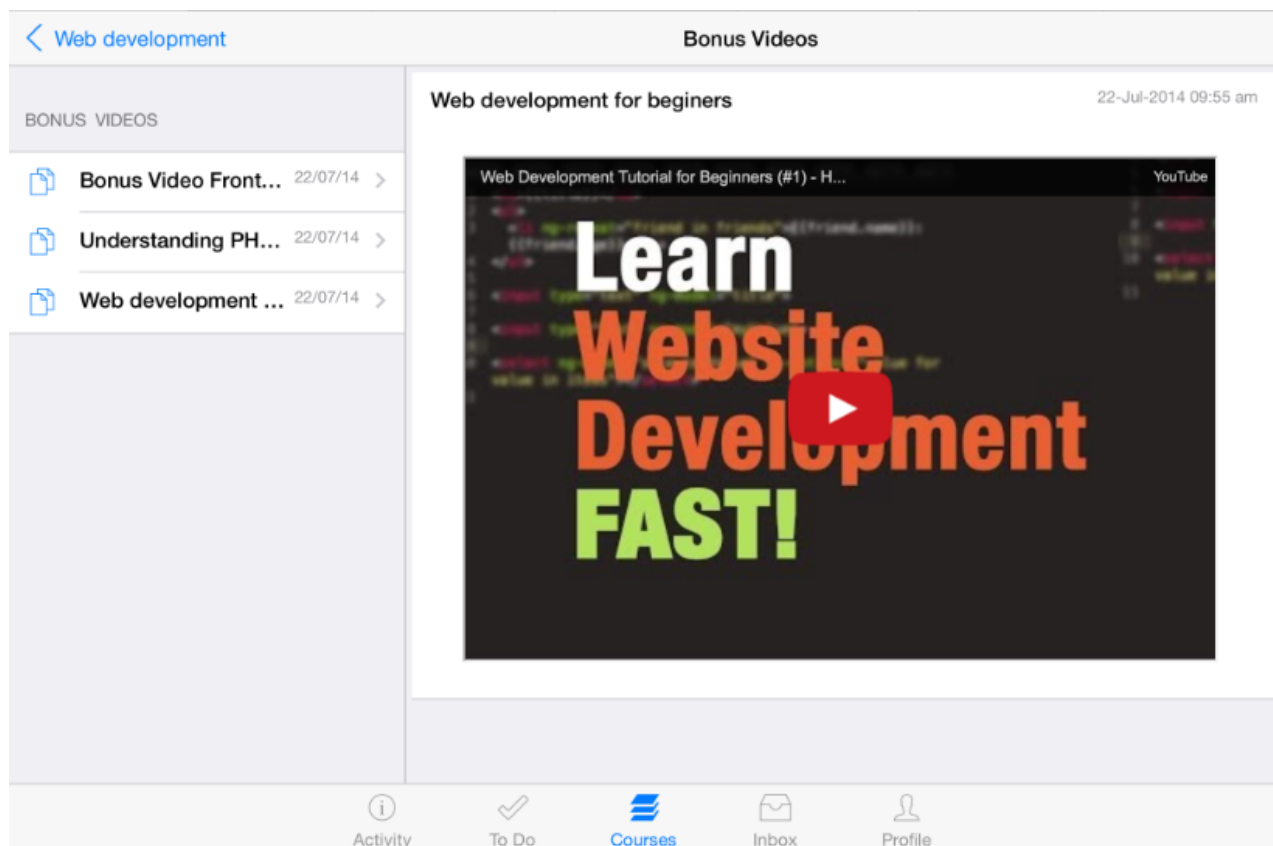 Web development
Bonus Videos
BONUS VIDEOS
Bonus Video Front... 22/07/14
Understanding PH... 22/07/14
Web development ... 22/07/14
Web development for beginers
22-Jul-2014 09:55 am
Web Development Tutorial for Beginners (#1) - H...
YouTube
Learn
Website
Development
FAST!
Activity
To Do
Courses
Inbox
Profile